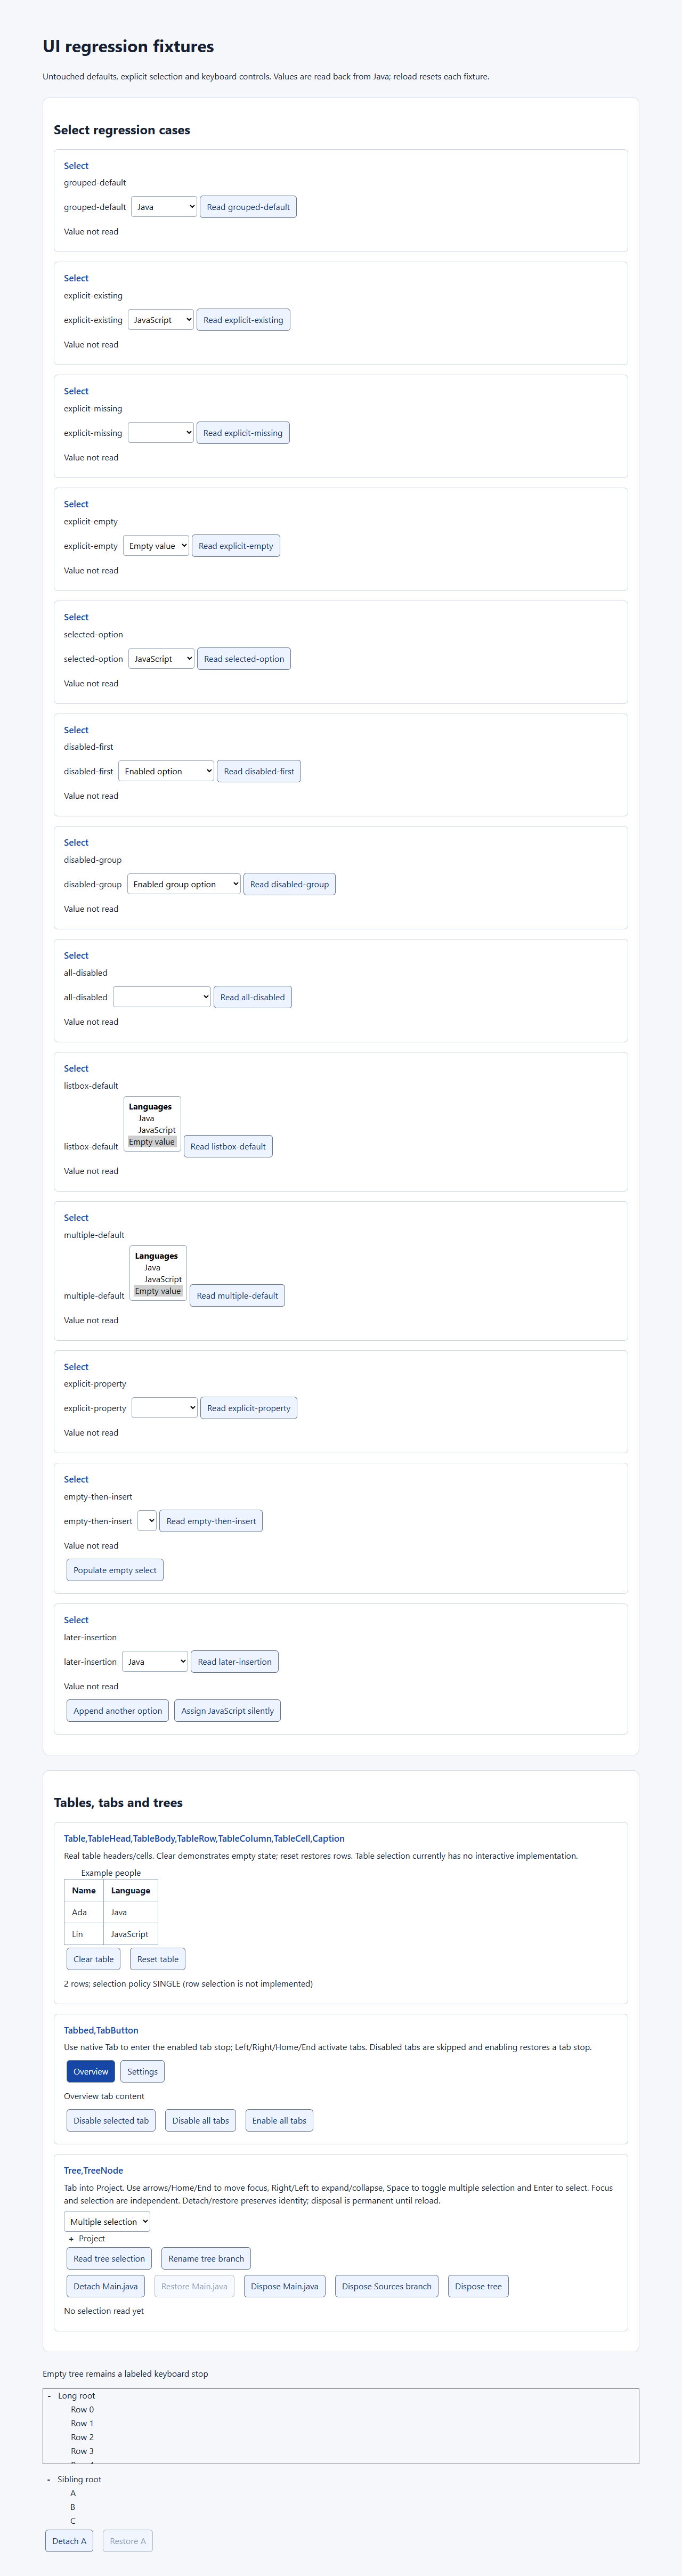 UI regression fixtures
Untouched defaults, explicit selection and keyboard controls. Values are read back from Java; reload resets each fixture.
Select regression cases
Select
grouped-default
grouped-default Java Read grouped-default
Value not read
Select
explicit-existing
explicit-existing JavaScript Read explicit-existing
Value not read
Select
explicit-missing
explicit-missing Read explicit-missing
Value not read
Select
explicit-empty
explicit-empty Empty value Read explicit-empty
Value not read
Select
selected-option
selected-option JavaScript Read selected-option
Value not read
Select
disabled-first
disabled-first Enabled option Read disabled-first
Value not read
Select
disabled-group
disabled-group Enabled group option Read disabled-group
Value not read
Select
all-disabled
all-disabled Read all-disabled
Value not read
Select
listbox-default
Languages
Java
JavaScript
Empty value
listbox-default Read listbox-default
Value not read
Select
multiple-default
Languages
Java
JavaScript
Empty value
multiple-default Read multiple-default
Value not read
Select
explicit-property
explicit-property Read explicit-property
Value not read
Select
empty-then-insert
empty-then-insert Read empty-then-insert
Value not read
Populate empty select
Select
later-insertion
later-insertion Java Read later-insertion
Value not read
Append another option Assign JavaScript silently
Tables, tabs and trees
Table,TableHead,TableBody,TableRow,TableColumn,TableCell,Caption
Real table headers/cells. Clear demonstrates empty state; reset restores rows. Table selection currently has no interactive implementation.
Example people
Name Language
Ada Java
Lin JavaScript
Clear table Reset table
2 rows; selection policy SINGLE (row selection is not implemented)
Tabbed,TabButton
Use native Tab to enter the enabled tab stop; Left/Right/Home/End activate tabs. Disabled tabs are skipped and enabling restores a tab stop.
Overview Settings
Overview tab content
Disable selected tab Disable all tabs Enable all tabs
Tree,TreeNode
Tab into Project. Use arrows/Home/End to move focus, Right/Left to expand/collapse, Space to toggle multiple selection and Enter to select. Focus
and selection are independent. Detach/restore preserves identity; disposal is permanent until reload.
Multiple selection
+ Project
Read tree selection Rename tree branch
Detach Main.java Restore Main.java Dispose Main.java Dispose Sources branch Dispose tree
No selection read yet
Empty tree remains a labeled keyboard stop
- Long root
Row 0
Row 1
Row 2
Row 3
- Sibling root
A
B
C
Detach A Restore A